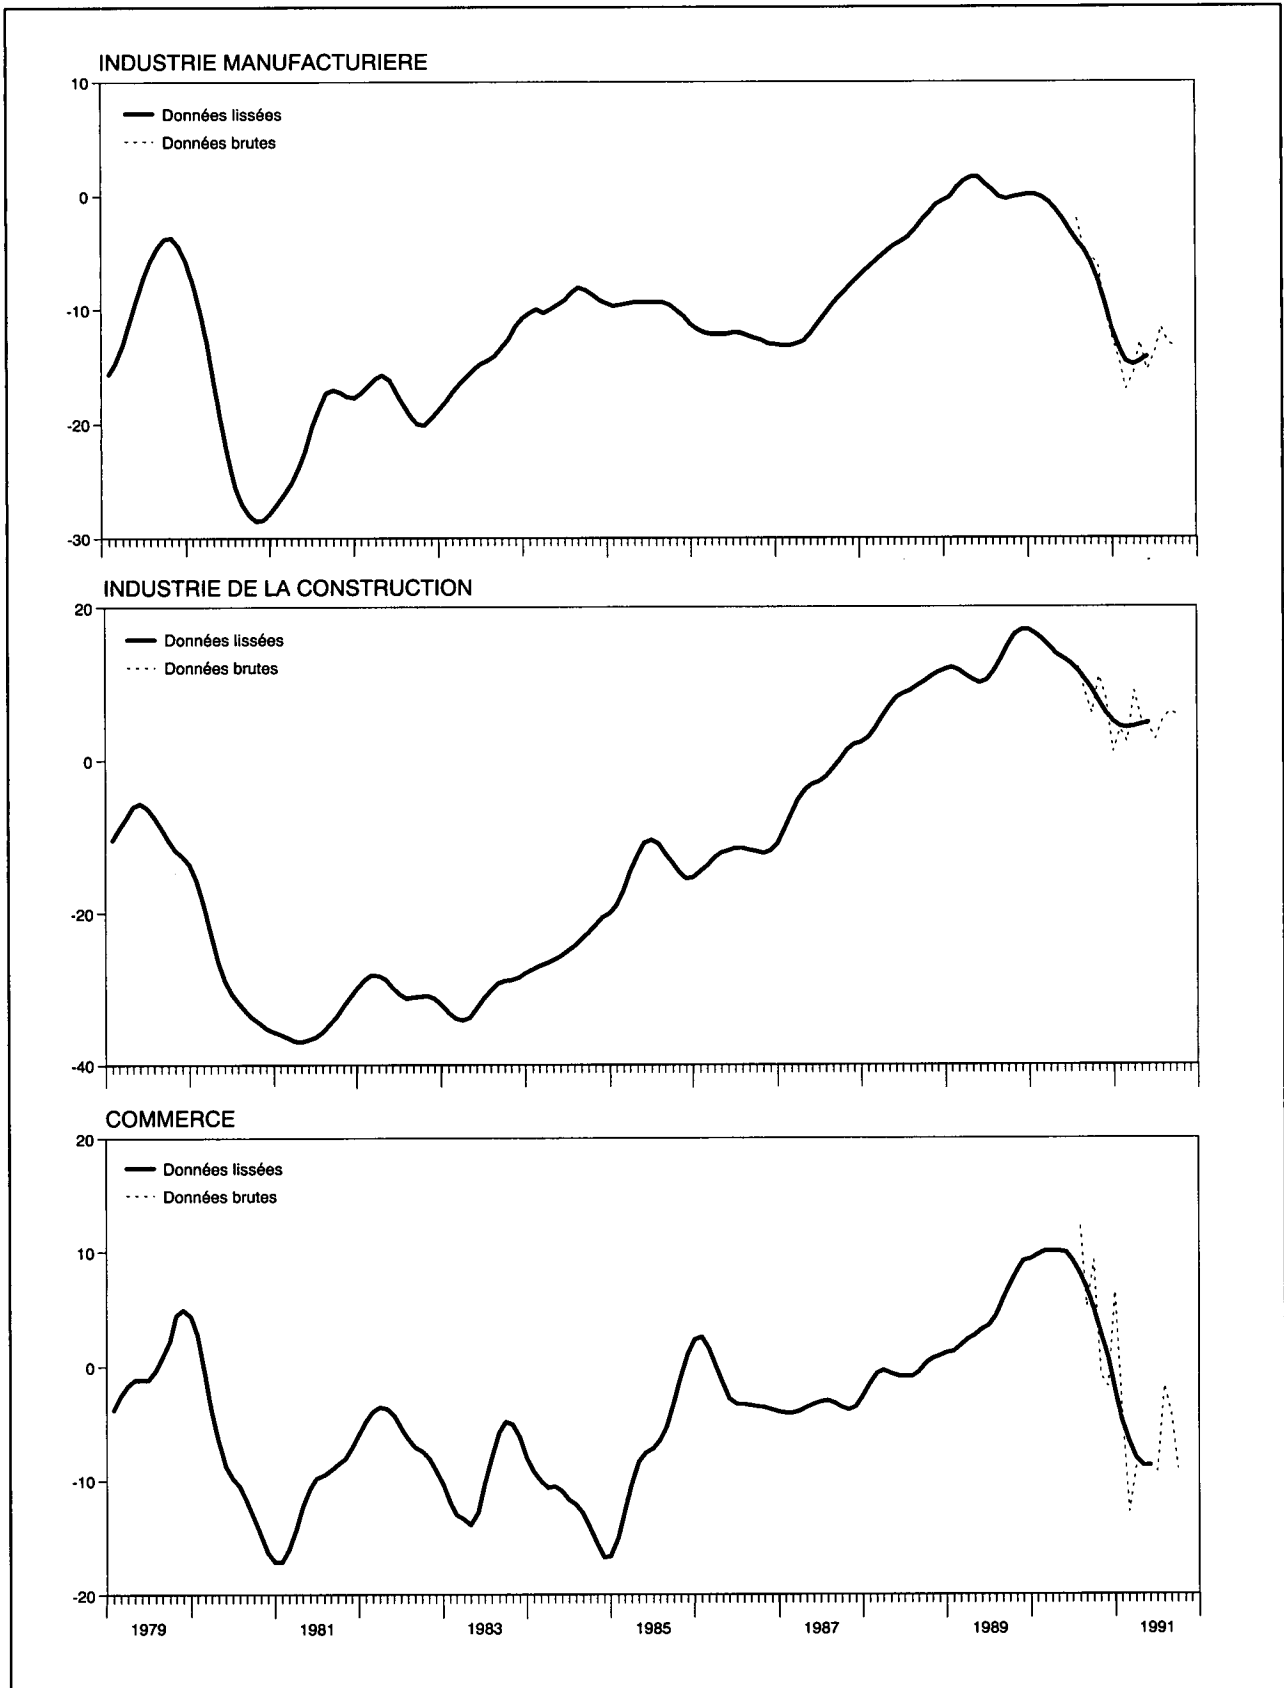 INDUSTRIE MANUFACTURIERE
10
Données lissées
Données brutes
0
-10
-20
-30
INDUSTRIE DE LA CONSTRUCTION
20
Données lissées
Données brutes
0
-20
-40
COMMERCE
20
Données lissées
Données brutes
10
0
-10
-20
1979 1981 1983 1985 1987 1989 1991